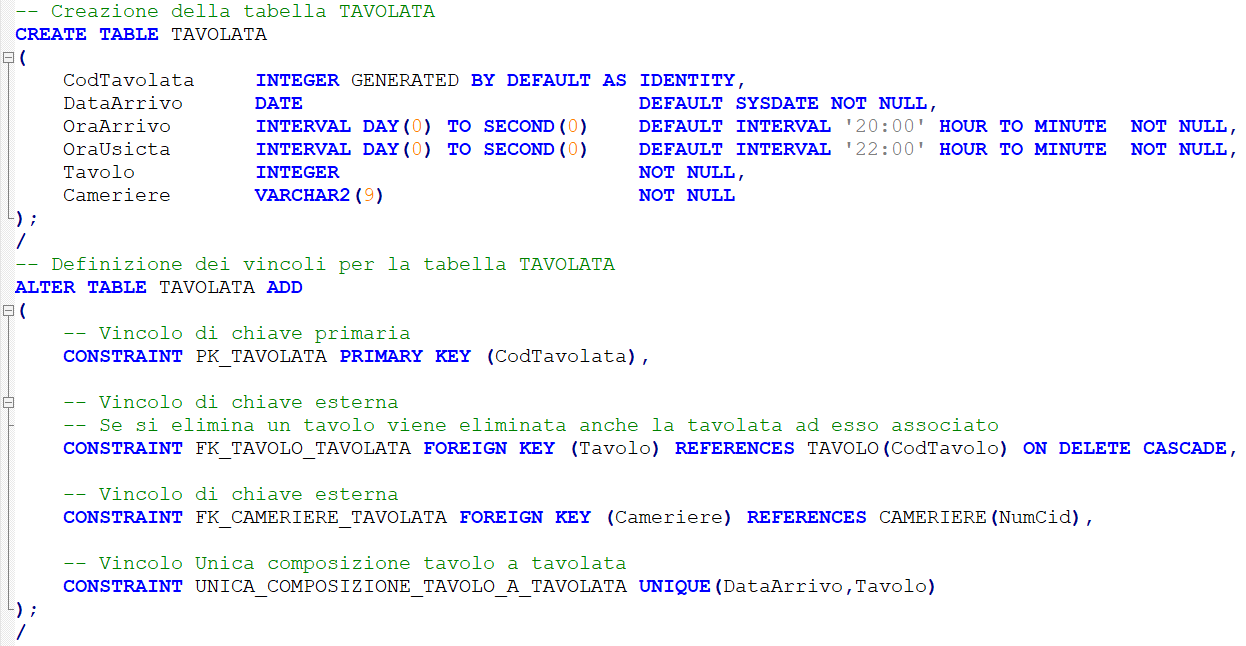 -- Creazione della tabella TAVOLATA
CREATE TABLE TAVOLATA
(
    CodTavolata     INTEGER GENERATED BY DEFAULT AS IDENTITY,
    DataArrivo      DATE                            DEFAULT SYSDATE NOT NULL,
    OraArrivo       INTERVAL DAY(0) TO SECOND(0)    DEFAULT INTERVAL '20:00' HOUR TO MINUTE  NOT NULL,
    OraUsicta       INTERVAL DAY(0) TO SECOND(0)    DEFAULT INTERVAL '22:00' HOUR TO MINUTE  NOT NULL,
    Tavolo          INTEGER                         NOT NULL,
    Cameriere       VARCHAR2(9)                     NOT NULL
);
/
-- Definizione dei vincoli per la tabella TAVOLATA
ALTER TABLE TAVOLATA ADD
(
    -- Vincolo di chiave primaria
    CONSTRAINT PK_TAVOLATA PRIMARY KEY (CodTavolata),

    -- Vincolo di chiave esterna
    -- Se si elimina un tavolo viene eliminata anche la tavolata ad esso associato
    CONSTRAINT FK_TAVOLO_TAVOLATA FOREIGN KEY (Tavolo) REFERENCES TAVOLO(CodTavolo) ON DELETE CASCADE,

    -- Vincolo di chiave esterna
    CONSTRAINT FK_CAMERIERE_TAVOLATA FOREIGN KEY (Cameriere) REFERENCES CAMERIERE(NumCid),

    -- Vincolo Unica composizione tavolo a tavolata
    CONSTRAINT UNICA_COMPOSIZIONE_TAVOLO_A_TAVOLATA UNIQUE(DataArrivo,Tavolo)
);
/